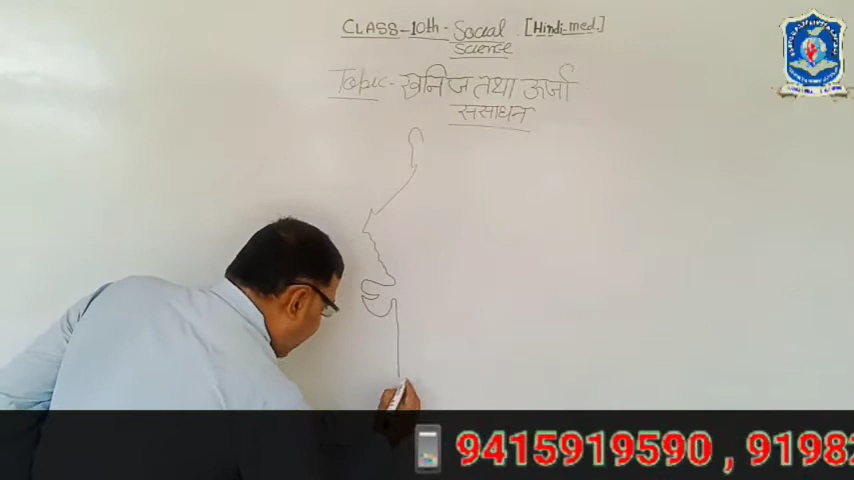 CLASS-10th- Social [Hindi-med.]
Science
Topic- खनिज तथा ऊर्जा
संसाधन
9415919590 , 9198